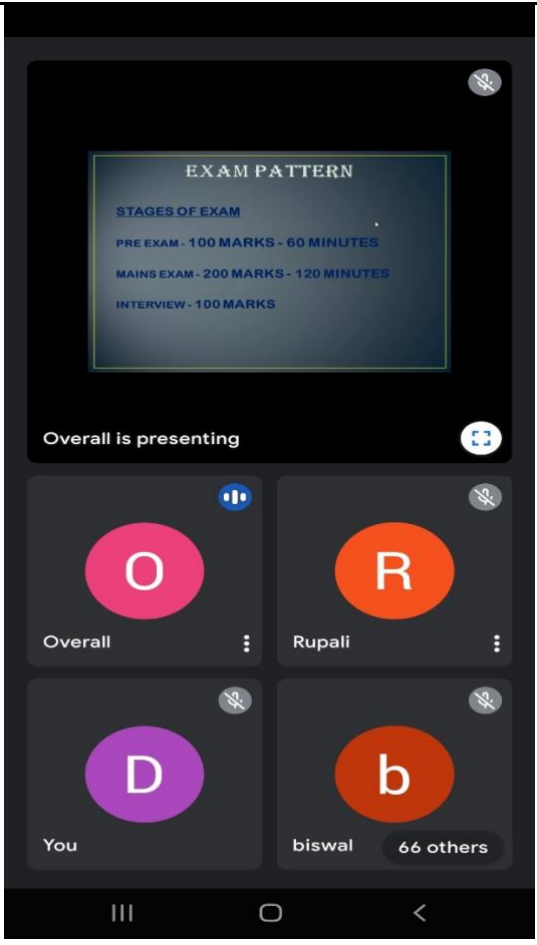 EXAM PATTERN
STAGES OF EXAM
PRE EXAM - 100 MARKS - 60 MINUTES
MAINS EXAM - 200 MARKS - 120 MINUTES
INTERVIEW - 100 MARKS
Overall is presenting
O
R
Overall
Rupali
D
b
You
biswal
66 others